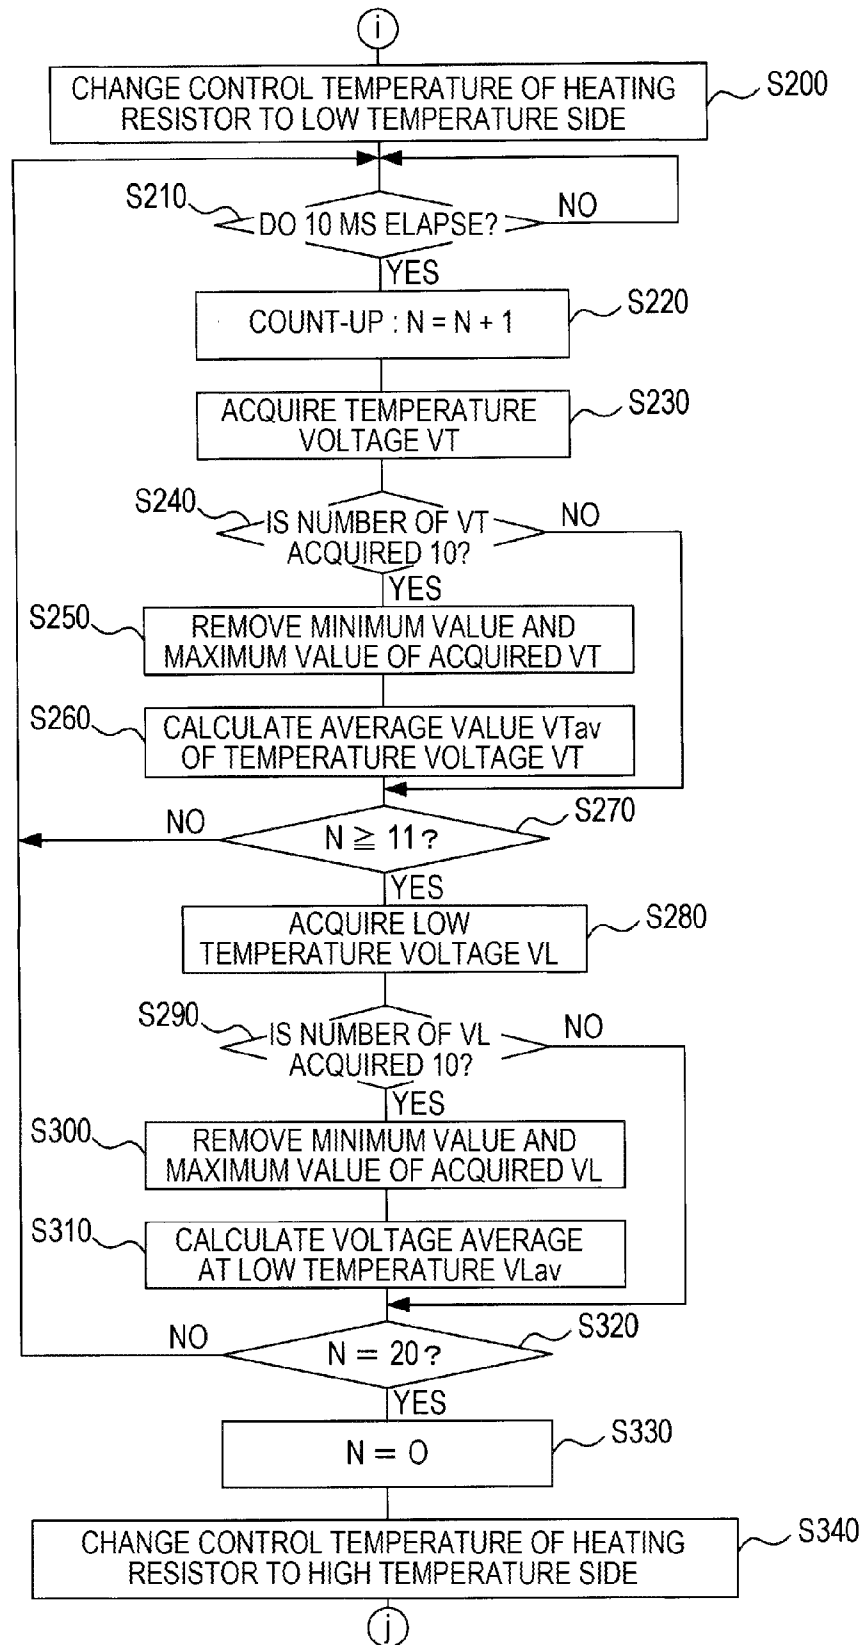 i
CHANGE CONTROL TEMPERATURE OF HEATING
RESISTOR TO LOW TEMPERATURE SIDE
S200
S210
DO 10 MS ELAPSE?
NO
YES
COUNT-UP : N = N + 1
S220
ACQUIRE TEMPERATURE
VOLTAGE VT
S230
S240
IS NUMBER OF VT
ACQUIRED 10?
NO
YES
S250
REMOVE MINIMUM VALUE AND
MAXIMUM VALUE OF ACQUIRED VT
S260
CALCULATE AVERAGE VALUE VTav
OF TEMPERATURE VOLTAGE VT
S270
NO
N ≧ 11?
YES
ACQUIRE LOW
TEMPERATURE VOLTAGE VL
S280
S290
IS NUMBER OF VL
ACQUIRED 10?
NO
YES
S300
REMOVE MINIMUM VALUE AND
MAXIMUM VALUE OF ACQUIRED VL
S310
CALCULATE VOLTAGE AVERAGE
AT LOW TEMPERATURE VLav
S320
NO
N = 20?
YES
N = 0
S330
CHANGE CONTROL TEMPERATURE OF HEATING
RESISTOR TO HIGH TEMPERATURE SIDE
S340
j